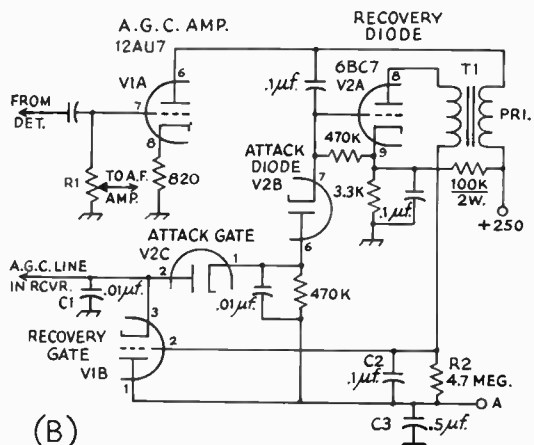 A.G.C. AMP.
12AU7
RECOVERY
DIODE
V1A
6
7
8
FROM
DET.
R1
TO A.F.
AMP.
820
.1μf.
6BC7
V2A
8
9
T1
PRI.
470K
ATTACK
DIODE
V2B
7
6
3.3K
.1μf.
100K
2W.
+250
ATTACK GATE
V2C
2
1
A.G.C. LINE
IN RCVR.
C1
.01μf.
.01μf.
470K
RECOVERY
GATE
V1B
3
2
1
C2
.1μf.
R2
4.7 MEG.
A
C3
.5μf.
(B)